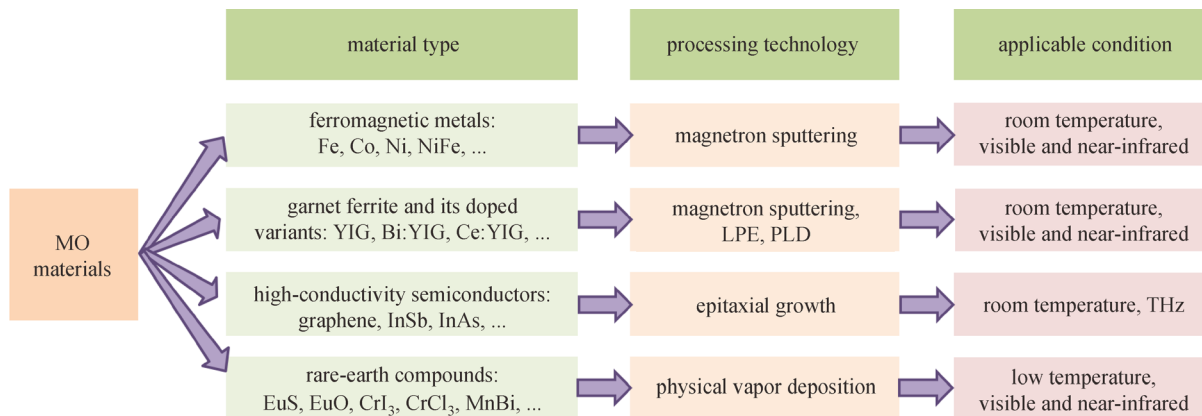 material type
processing technology
applicable condition
MO
materials
ferromagnetic metals:
Fe, Co, Ni, NiFe, ...
magnetron sputtering
room temperature,
visible and near-infrared
garnet ferrite and its doped
variants: YIG, Bi:YIG, Ce:YIG, ...
magnetron sputtering,
LPE, PLD
room temperature,
visible and near-infrared
high-conductivity semiconductors:
graphene, InSb, InAs, ...
epitaxial growth
room temperature, THz
rare-earth compounds:
EuS, EuO, CrI₃, CrCl₃, MnBi, ...
physical vapor deposition
low temperature,
visible and near-infrared